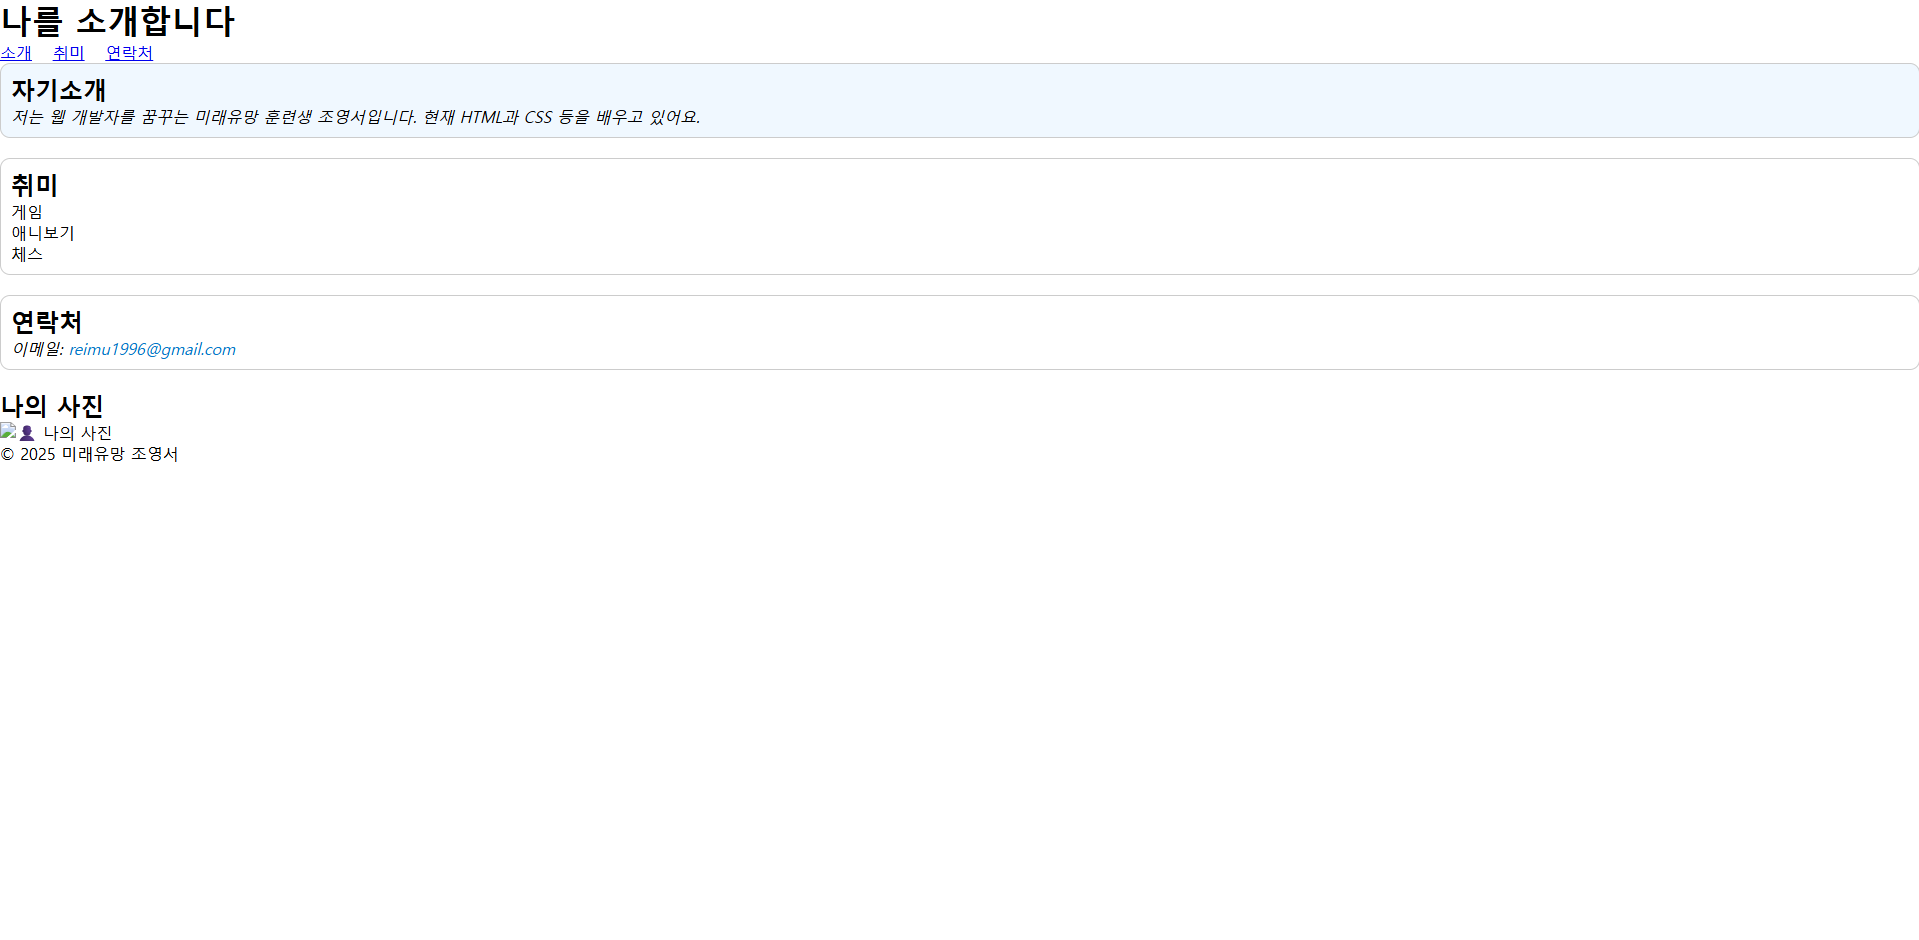 나를 소개합니다
소개 취미 연락처
자기소개
저는 웹 개발자를 꿈꾸는 미래유망 훈련생 조영서입니다. 현재 HTML과 CSS 등을 배우고 있어요.
취미
게임
애니보기
체스
연락처
이메일: reimu1996@gmail.com
나의 사진
👤 나의 사진
© 2025 미래유망 조영서